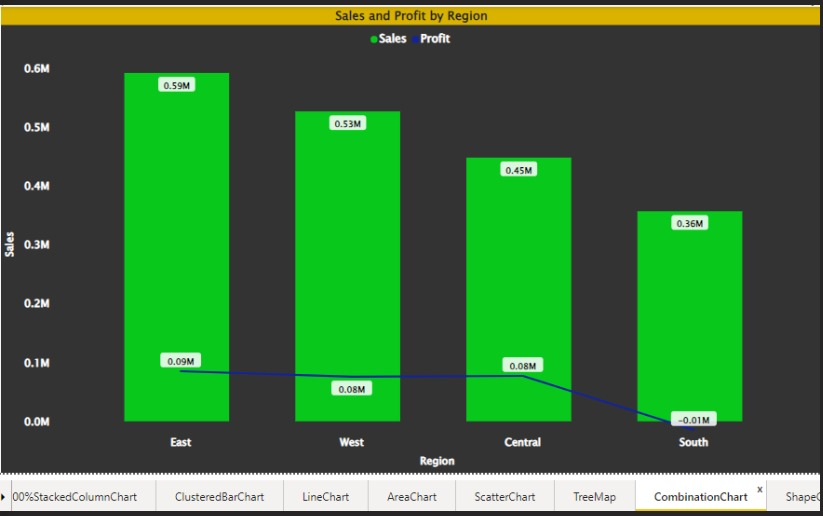 Sales and Profit by Region
Sales Profit
0.6M
0.5M
0.4M
0.3M
0.2M
0.1M
0.0M
Sales
0.59M
0.53M
0.45M
0.36M
0.09M
0.08M
0.08M
-0.01M
East West Central South
Region
00%StackedColumnChart ClusteredBarChart LineChart AreaChart ScatterChart TreeMap CombinationChart x ShapeC